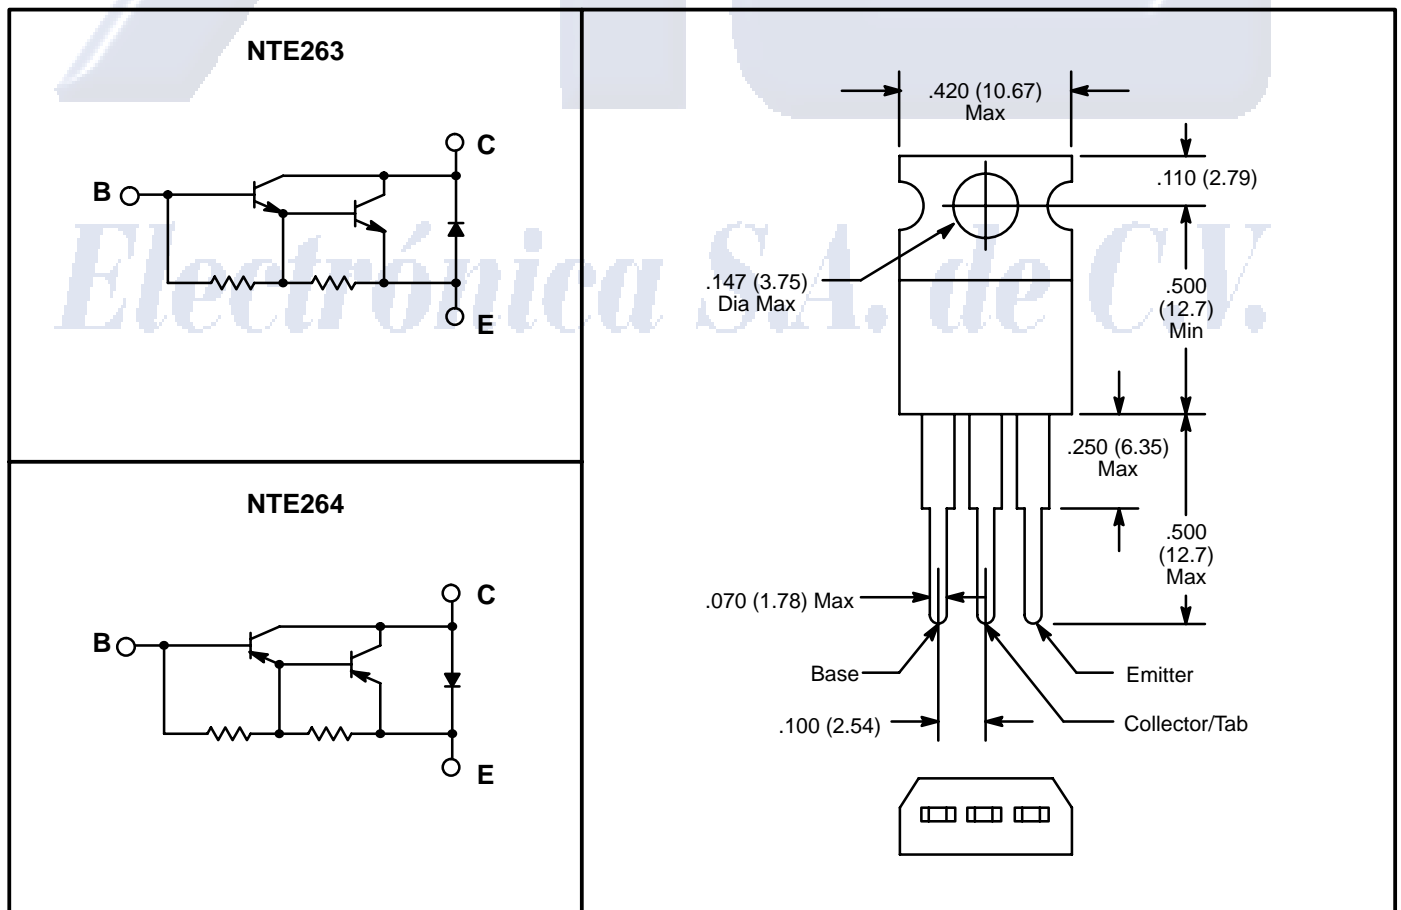 NTE263
C
B
E
NTE264
C
B
E
.420 (10.67)
Max
.110 (2.79)
.147 (3.75)
Dia Max
.500
(12.7)
Min
.250 (6.35)
Max
.500
(12.7)
Max
.070 (1.78) Max
Base
Emitter
.100 (2.54)
Collector/Tab
Electrónica S.A. de C.V.